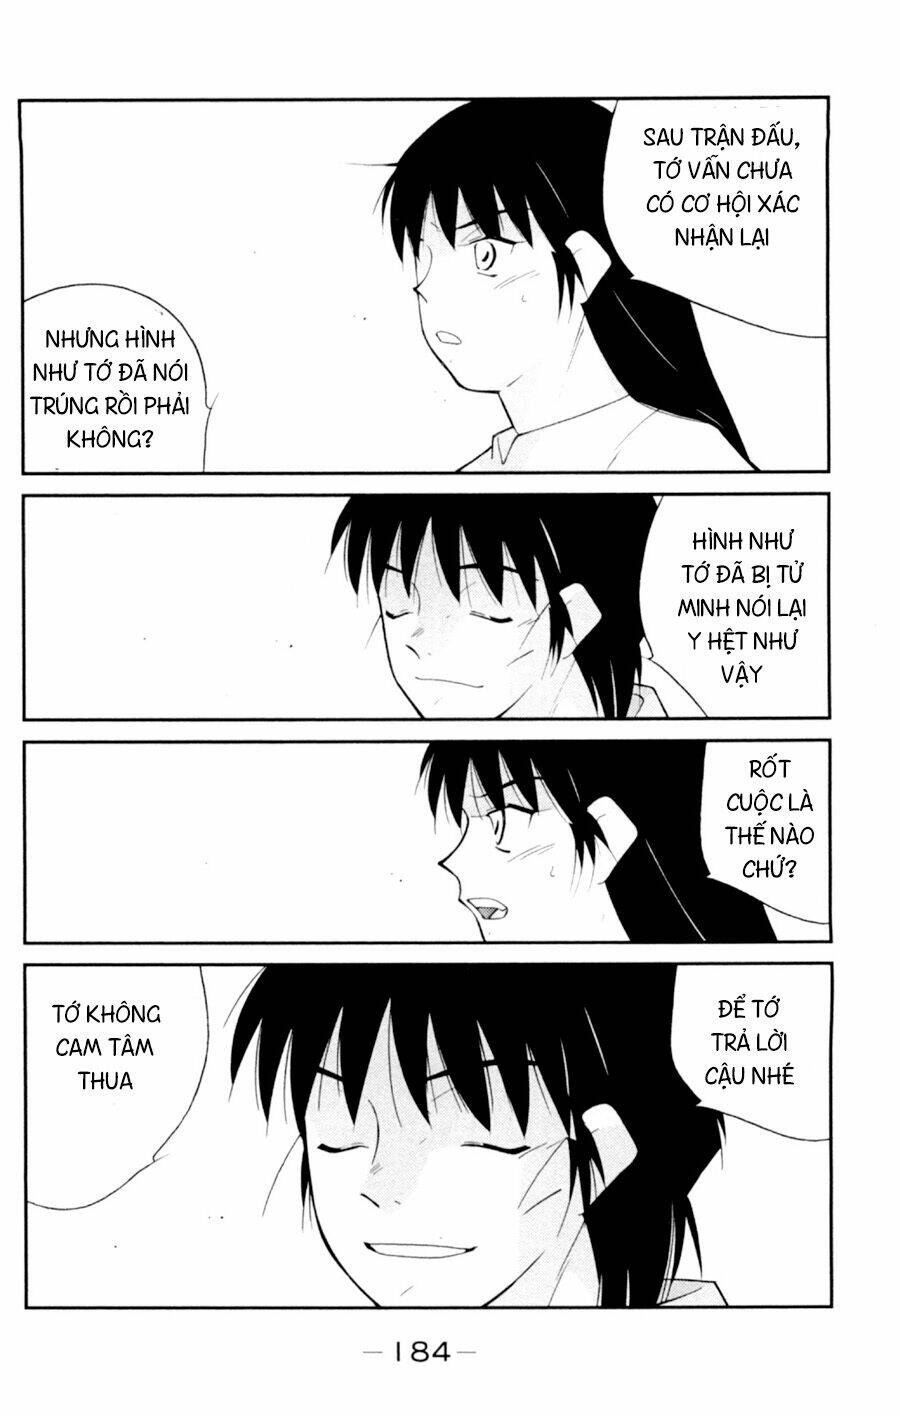 SAU TRẬN ĐẤU,
TỚ VẪN CHƯA
CÓ CƠ HỘI XÁC
NHẬN LẠI
NHƯNG HÌNH
NHƯ TỚ ĐÃ NÓI
TRÚNG RỒI PHẢI
KHÔNG?
HÌNH NHƯ
TỚ ĐÃ BỊ TỬ
MINH NÓI LẠI
Y HỆT NHƯ
VẬY
RỐT
CUỘC LÀ
THẾ NÀO
CHỨ?
ĐỂ TỚ
TRẢ LỜI
CẬU NHÉ
TỚ KHÔNG
CAM TÂM
THUA
— 184 —